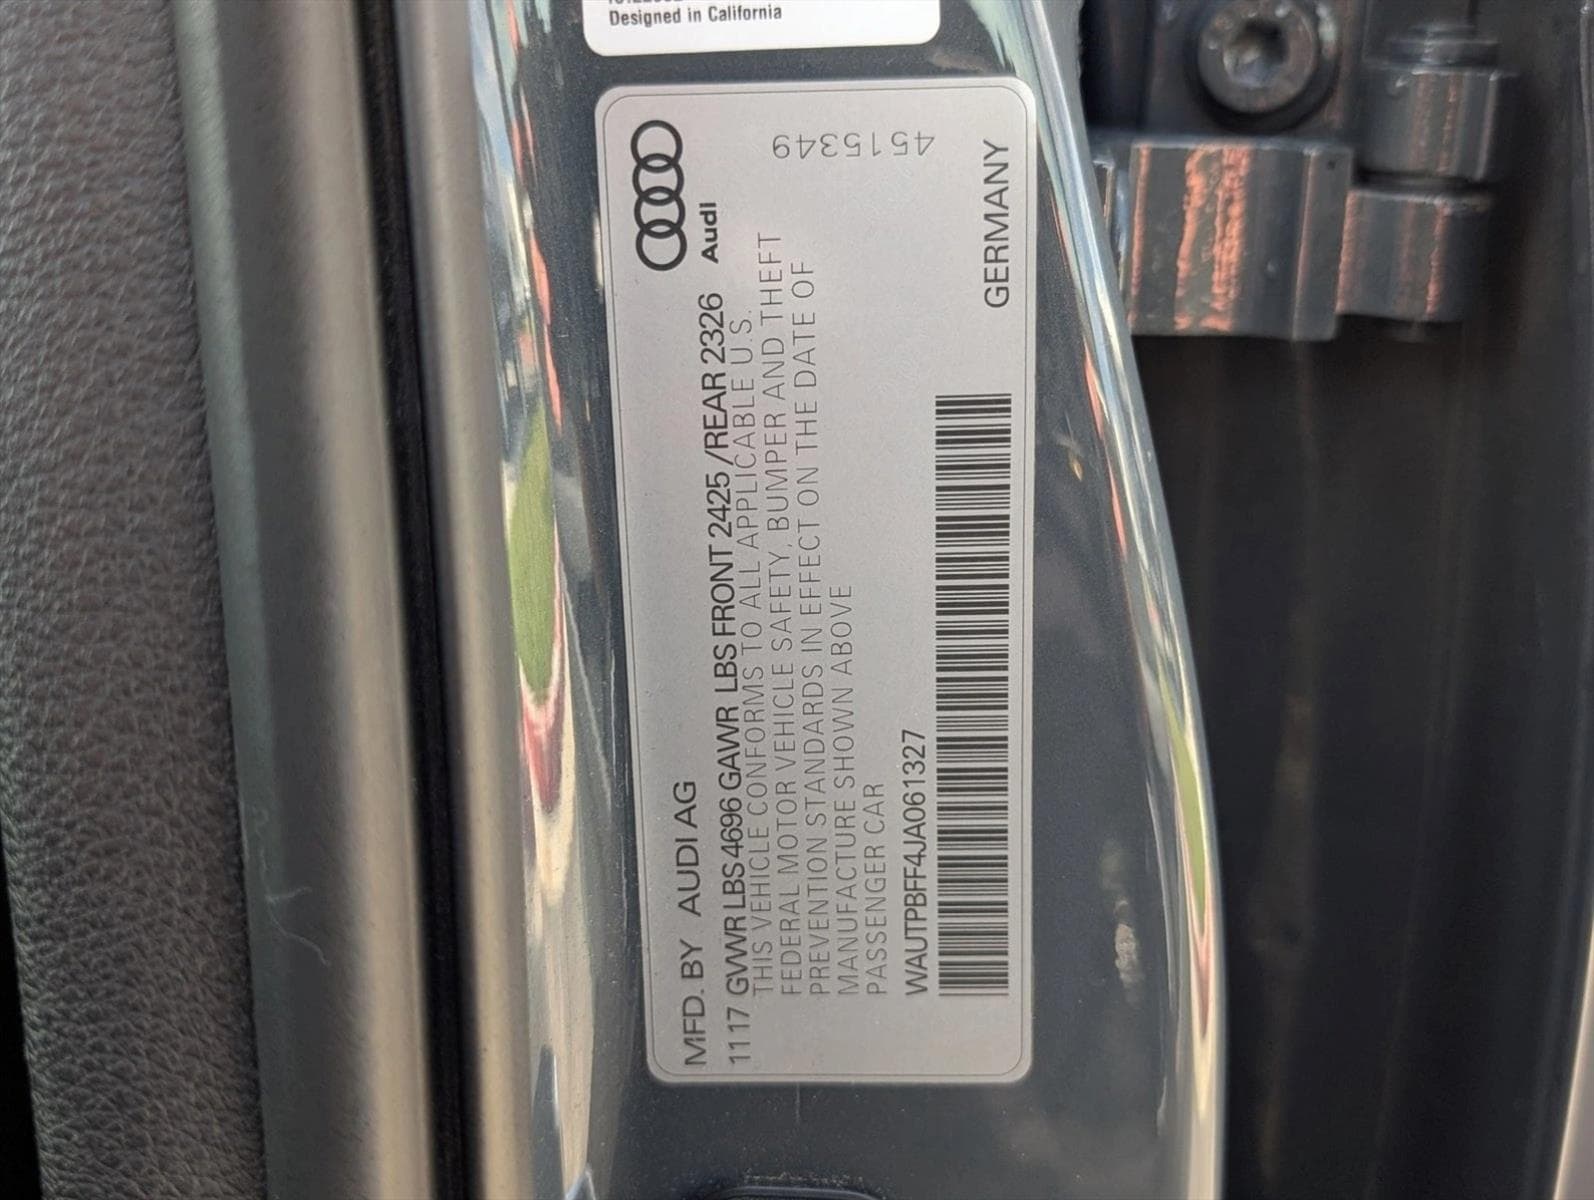 Designed in California
Audi
MFD. BY AUDI AG
1117 GVWR LBS 4696 GAWR LBS FRONT 2425 /REAR 2326
THIS VEHICLE CONFORMS TO ALL APPLICABLE U.S.
FEDERAL MOTOR VEHICLE SAFETY, BUMPER AND THEFT
PREVENTION STANDARDS IN EFFECT ON THE DATE OF
MANUFACTURE SHOWN ABOVE
PASSENGER CAR
WAUTPBFF4JA061327
GERMANY
4515349